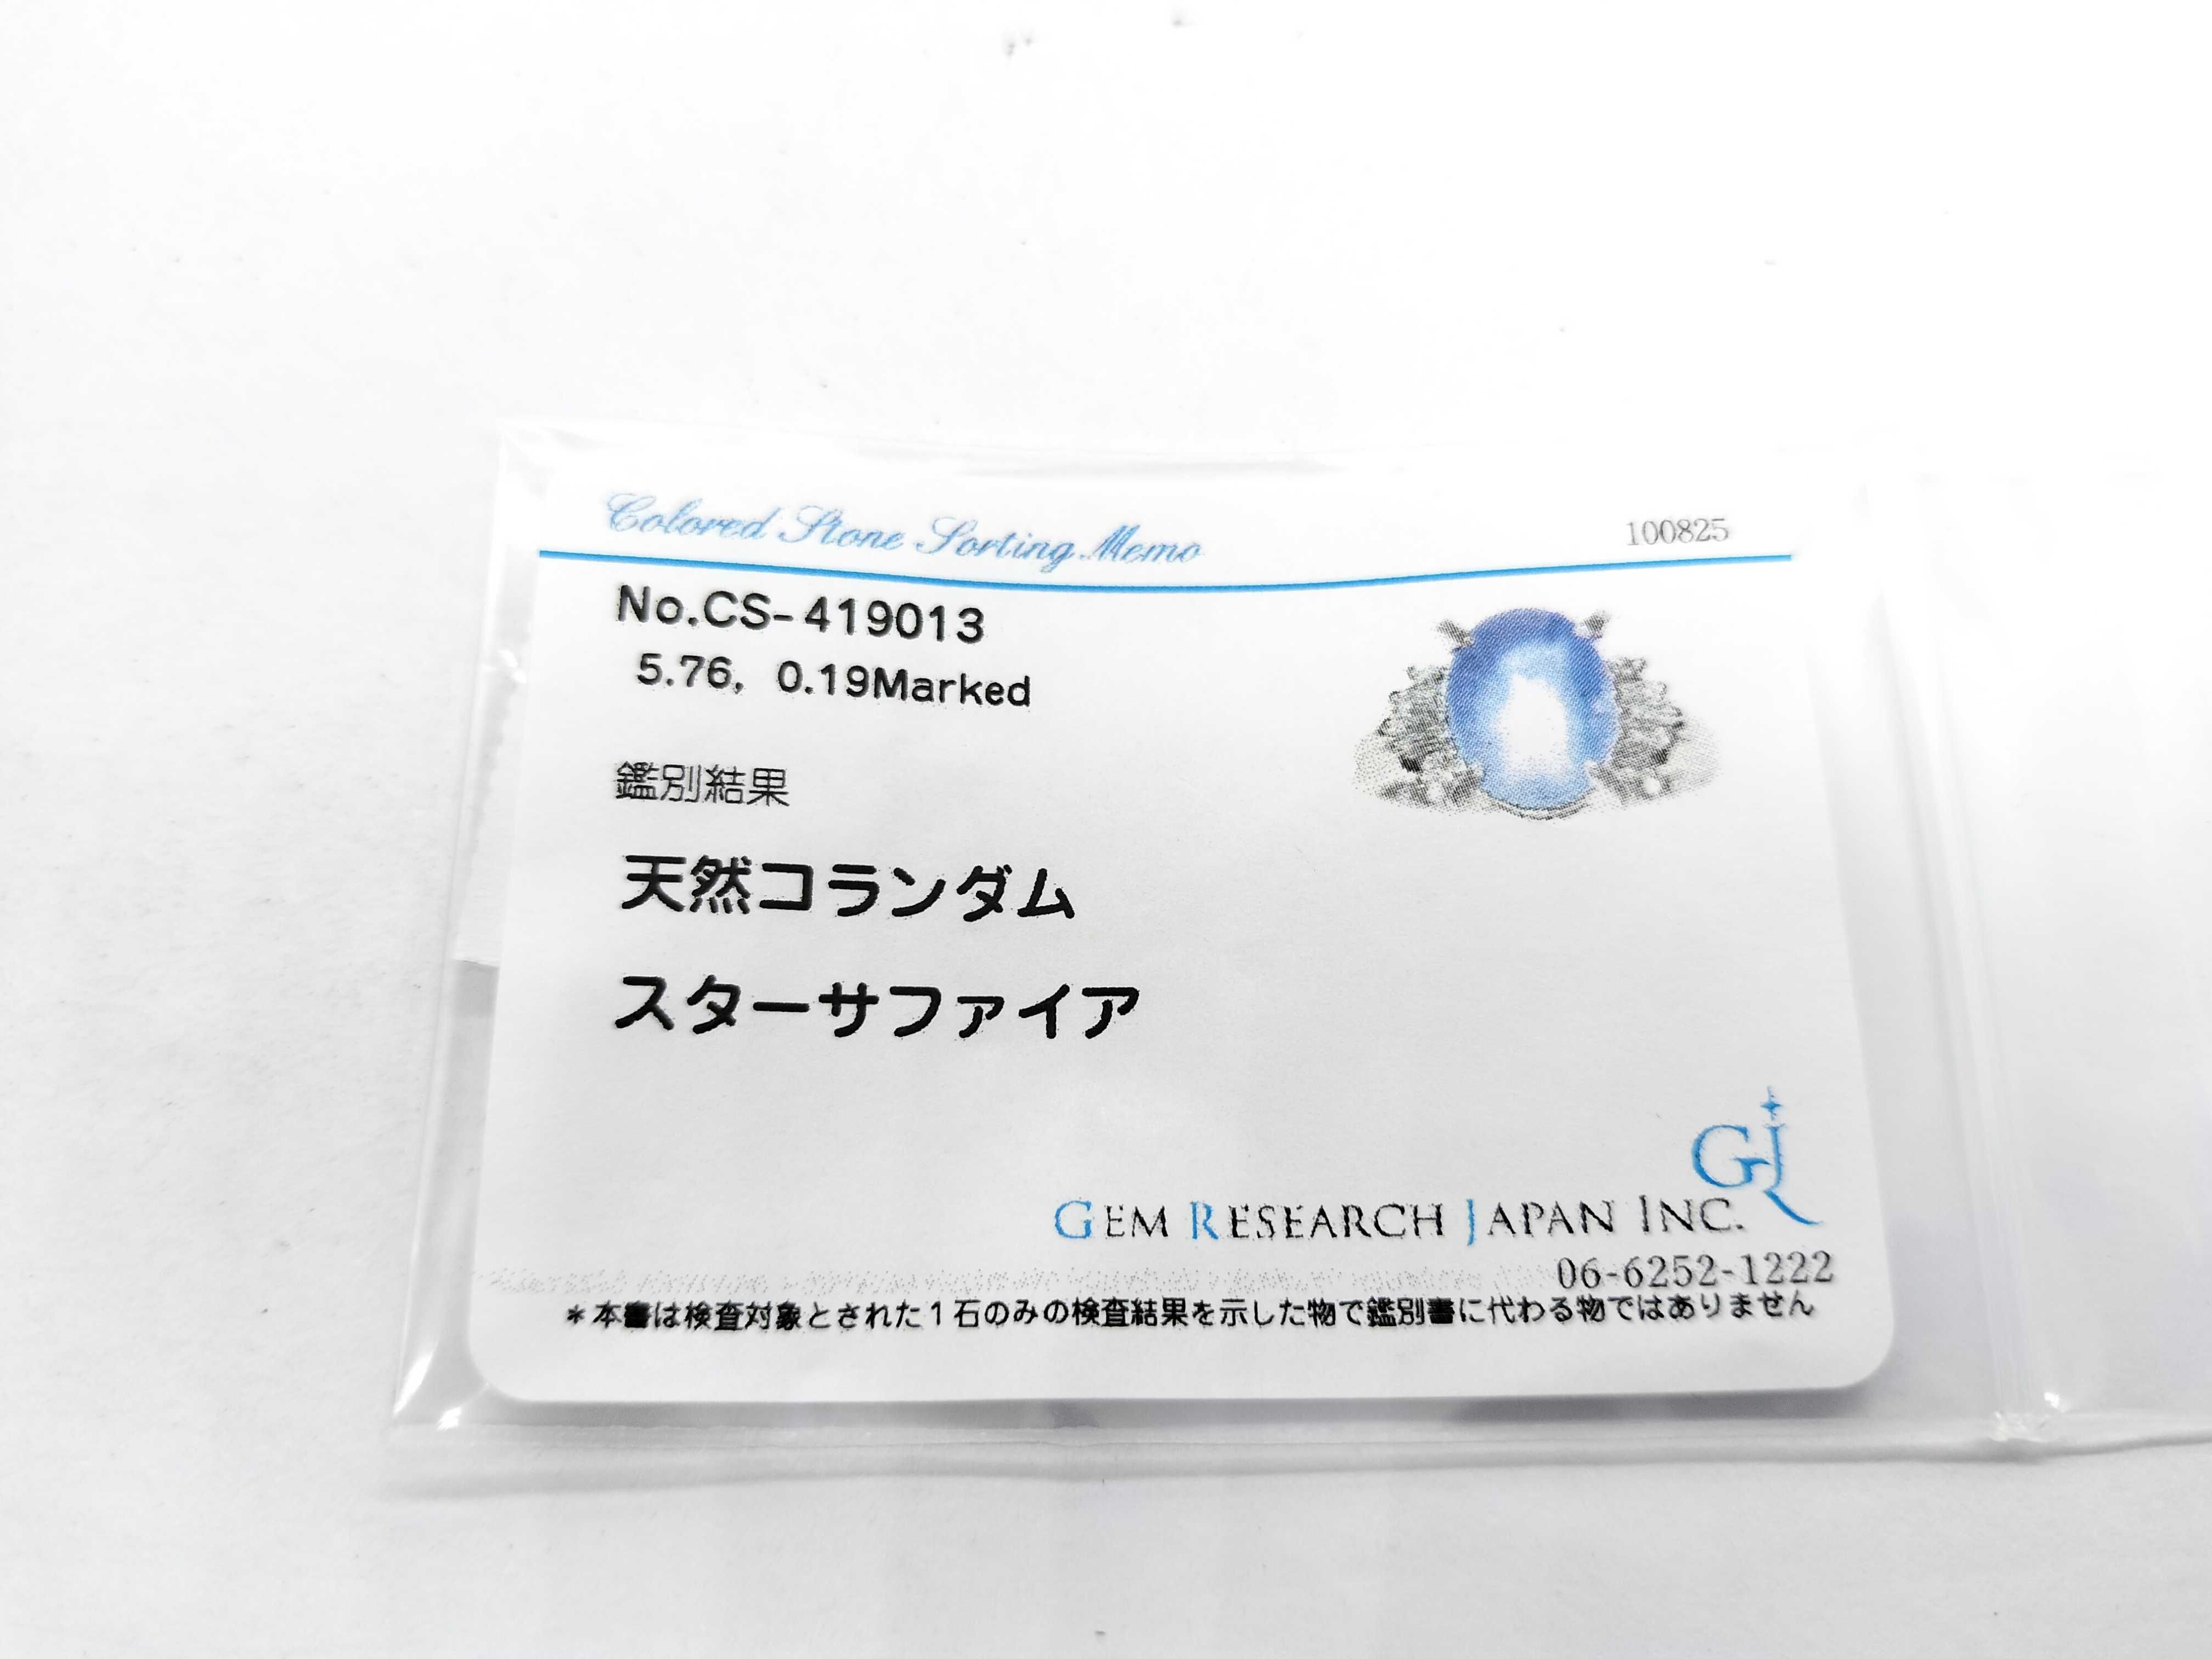 Colored Stone Sorting Memo
100825
No.CS-419013
5.76, 0.19Marked
鑑別結果
天然コランダム
スターサファイア
GJ
GEM RESEARCH JAPAN INC.
06-6252-1222
*本書は検査対象とされた1石のみの検査結果を示した物で鑑別書に代わる物ではありません